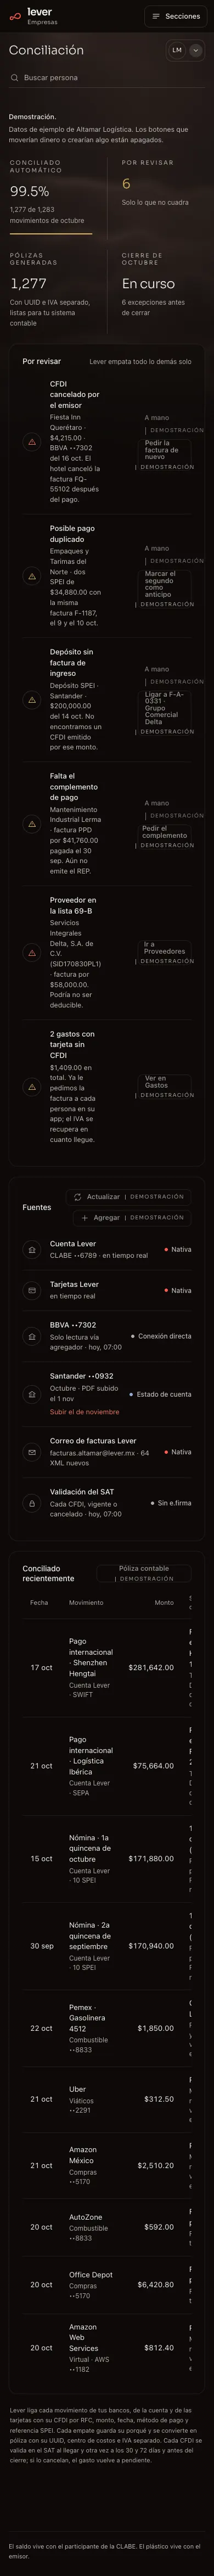 lever
Empresas
Secciones
Conciliación
LM
Buscar persona
Demostración.
Datos de ejemplo de Altamar Logística. Los botones que
moverían dinero o crearían algo están apagados.
CONCILIADO
AUTOMÁTICO
99.5%
1,277 de 1,283
movimientos de octubre
POR REVISAR
6
Solo lo que no cuadra
PÓLIZAS
GENERADAS
1,277
Con UUID e IVA separado,
listas para tu sistema
contable
CIERRE DE
OCTUBRE
En curso
6 excepciones antes
de cerrar
Por revisar
Lever empata todo lo demás solo
CFDI
cancelado por
el emisor
Fiesta Inn
Querétaro ·
$4,215.00 ·
BBVA ••7302
del 16 oct. El
hotel canceló la
factura FQ-
55102 después
del pago.
A mano
| DEMOSTRACIÓN
Pedir la
factura de
nuevo
| DEMOSTRACIÓN
Posible pago
duplicado
Empaques y
Tarimas del
Norte · dos
SPEI de
$34,880.00 con
la misma
factura F-1187,
el 9 y el 10 oct.
A mano
| DEMOSTRACIÓN
Marcar el
segundo
como
anticipo
| DEMOSTRACIÓN
Depósito sin
factura de
ingreso
Depósito SPEI ·
Santander ·
$200,000.00
del 14 oct. No
encontramos un
CFDI emitido
por ese monto.
A mano
| DEMOSTRACIÓN
Ligar a F-A-
0331 ·
Grupo
Comercial
Delta
| DEMOSTRACIÓN
Falta el
complemento
de pago
Mantenimiento
Industrial Lerma
· factura PPD
por $41,760.00
pagada el 30
sep. Aún no
emite el REP.
A mano
| DEMOSTRACIÓN
Pedir el
complemento
| DEMOSTRACIÓN
Proveedor en
la lista 69-B
Servicios
Integrales
Delta, S.A. de
C.V.
(SID170830PL1)
· factura por
$58,000.00.
Podría no ser
deducible.
Ir a
Proveedores
| DEMOSTRACIÓN
2 gastos con
tarjeta sin
CFDI
$1,409.00 en
total. Ya le
pedimos la
factura a cada
persona en su
app; el IVA se
recupera en
cuanto llegue.
Ver en
Gastos
| DEMOSTRACIÓN
Fuentes
Actualizar | DEMOSTRACIÓN
Agregar | DEMOSTRACIÓN
Cuenta Lever
CLABE ••6789 · en tiempo real
Nativa
Tarjetas Lever
en tiempo real
Nativa
BBVA ••7302
Solo lectura vía
agregador · hoy, 07:00
Conexión directa
Santander ••0932
Octubre · PDF subido
el 1 nov
Subir el de noviembre
Estado de cuenta
Correo de facturas Lever
facturas.altamar@lever.mx · 64
XML nuevos
Nativa
Validación del SAT
Cada CFDI, vigente o
cancelado · hoy, 07:00
Sin e.firma
Conciliado
recientemente
Póliza contable
| DEMOSTRACIÓN
Fecha
Movimiento
Monto
17 oct
Pago
internacional
· Shenzhen
Hengtai
Cuenta Lever
· SWIFT
$281,642.00
21 oct
Pago
internacional
· Logística
Ibérica
Cuenta Lever
· SEPA
$75,664.00
15 oct
Nómina · 1a
quincena de
octubre
Cuenta Lever
· 10 SPEI
$171,880.00
30 sep
Nómina · 2a
quincena de
septiembre
Cuenta Lever
· 10 SPEI
$170,940.00
22 oct
Pemex ·
Gasolinera
4512
Combustible
••8833
$1,850.00
21 oct
Uber
Viáticos
••2291
$312.50
21 oct
Amazon
México
Compras
••5170
$2,510.20
20 oct
AutoZone
Combustible
••8833
$592.00
20 oct
Office Depot
Compras
••5170
$6,420.80
20 oct
Amazon
Web
Services
Virtual · AWS
••1182
$812.40
Lever liga cada movimiento de tus bancos, de la cuenta y de las
tarjetas con su CFDI por RFC, monto, fecha, método de pago y
referencia SPEI. Cada empate guarda su porqué y se convierte en
póliza con su UUID, centro de costos e IVA separado. Cada CFDI se
valida en el SAT al llegar y otra vez a los 30 y 72 días y antes del
cierre; si lo cancelan, el gasto vuelve a pendiente.
El saldo vive con el participante de la CLABE. El plástico vive con el
emisor.